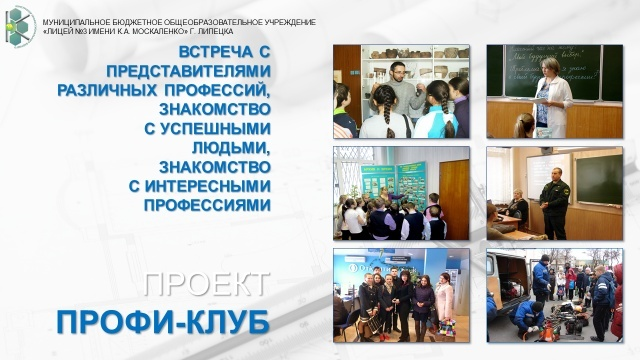 МУНИЦИПАЛЬНОЕ БЮДЖЕТНОЕ ОБЩЕОБРАЗОВАТЕЛЬНОЕ УЧРЕЖДЕНИЕ
«ЛИЦЕЙ №3 ИМЕНИ К.А. МОСКАЛЕНКО» Г. ЛИПЕЦКА
ВСТРЕЧА С
ПРЕДСТАВИТЕЛЯМИ
РАЗЛИЧНЫХ ПРОФЕССИЙ,
ЗНАКОМСТВО
С УСПЕШНЫМИ
ЛЮДЬМИ,
ЗНАКОМСТВО
С ИНТЕРЕСНЫМИ
ПРОФЕССИЯМИ
ПРОЕКТ
ПРОФИ-КЛУБ